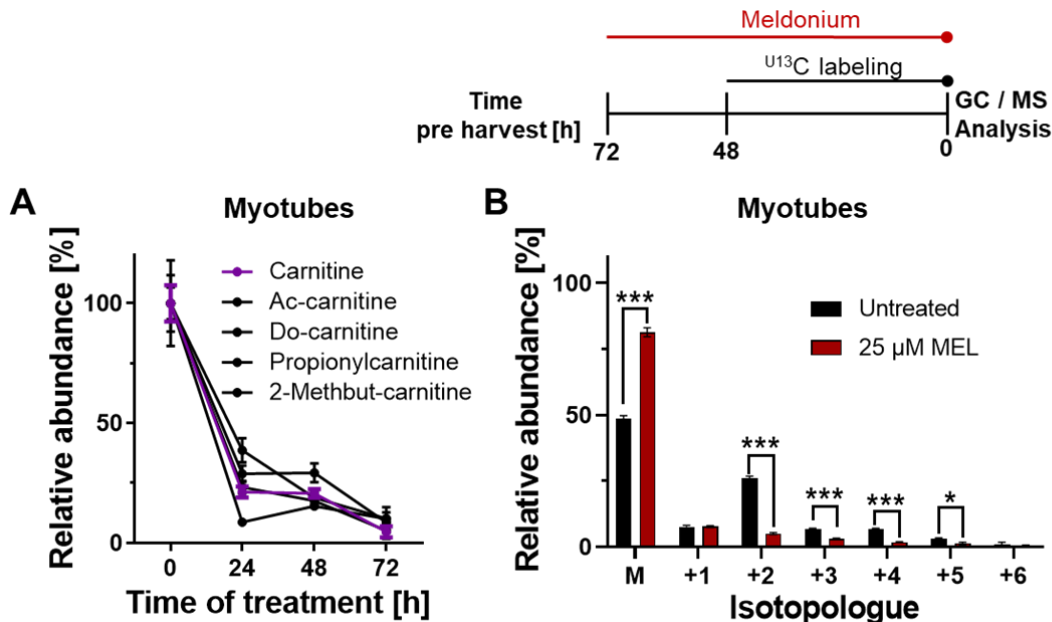 Meldonium
U13C labeling
Time
pre harvest [h]
GC / MS
Analysis
72
48
0
A
Myotubes
Relative abundance [%]
100
50
0
Carnitine
Ac-carnitine
Do-carnitine
Propionylcarnitine
2-Methbut-carnitine
0 24 48 72
Time of treatment [h]
B
Myotubes
Relative abundance [%]
100
50
0
***
***
***
***
*
Untreated
25 µM MEL
M +1 +2 +3 +4 +5 +6
Isotopologue